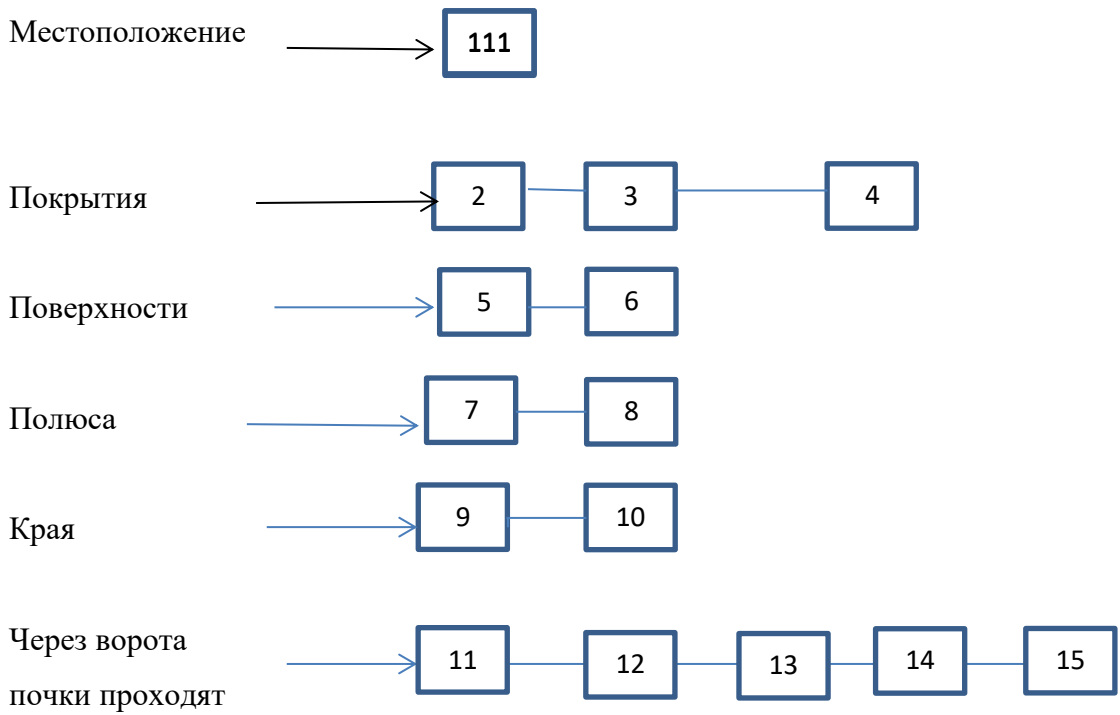 Местоположение 111
Покрытия 2 3 4
Поверхности 5 6
Полюса 7 8
Края 9 10
Через ворота
почки проходят 11 12 13 14 15